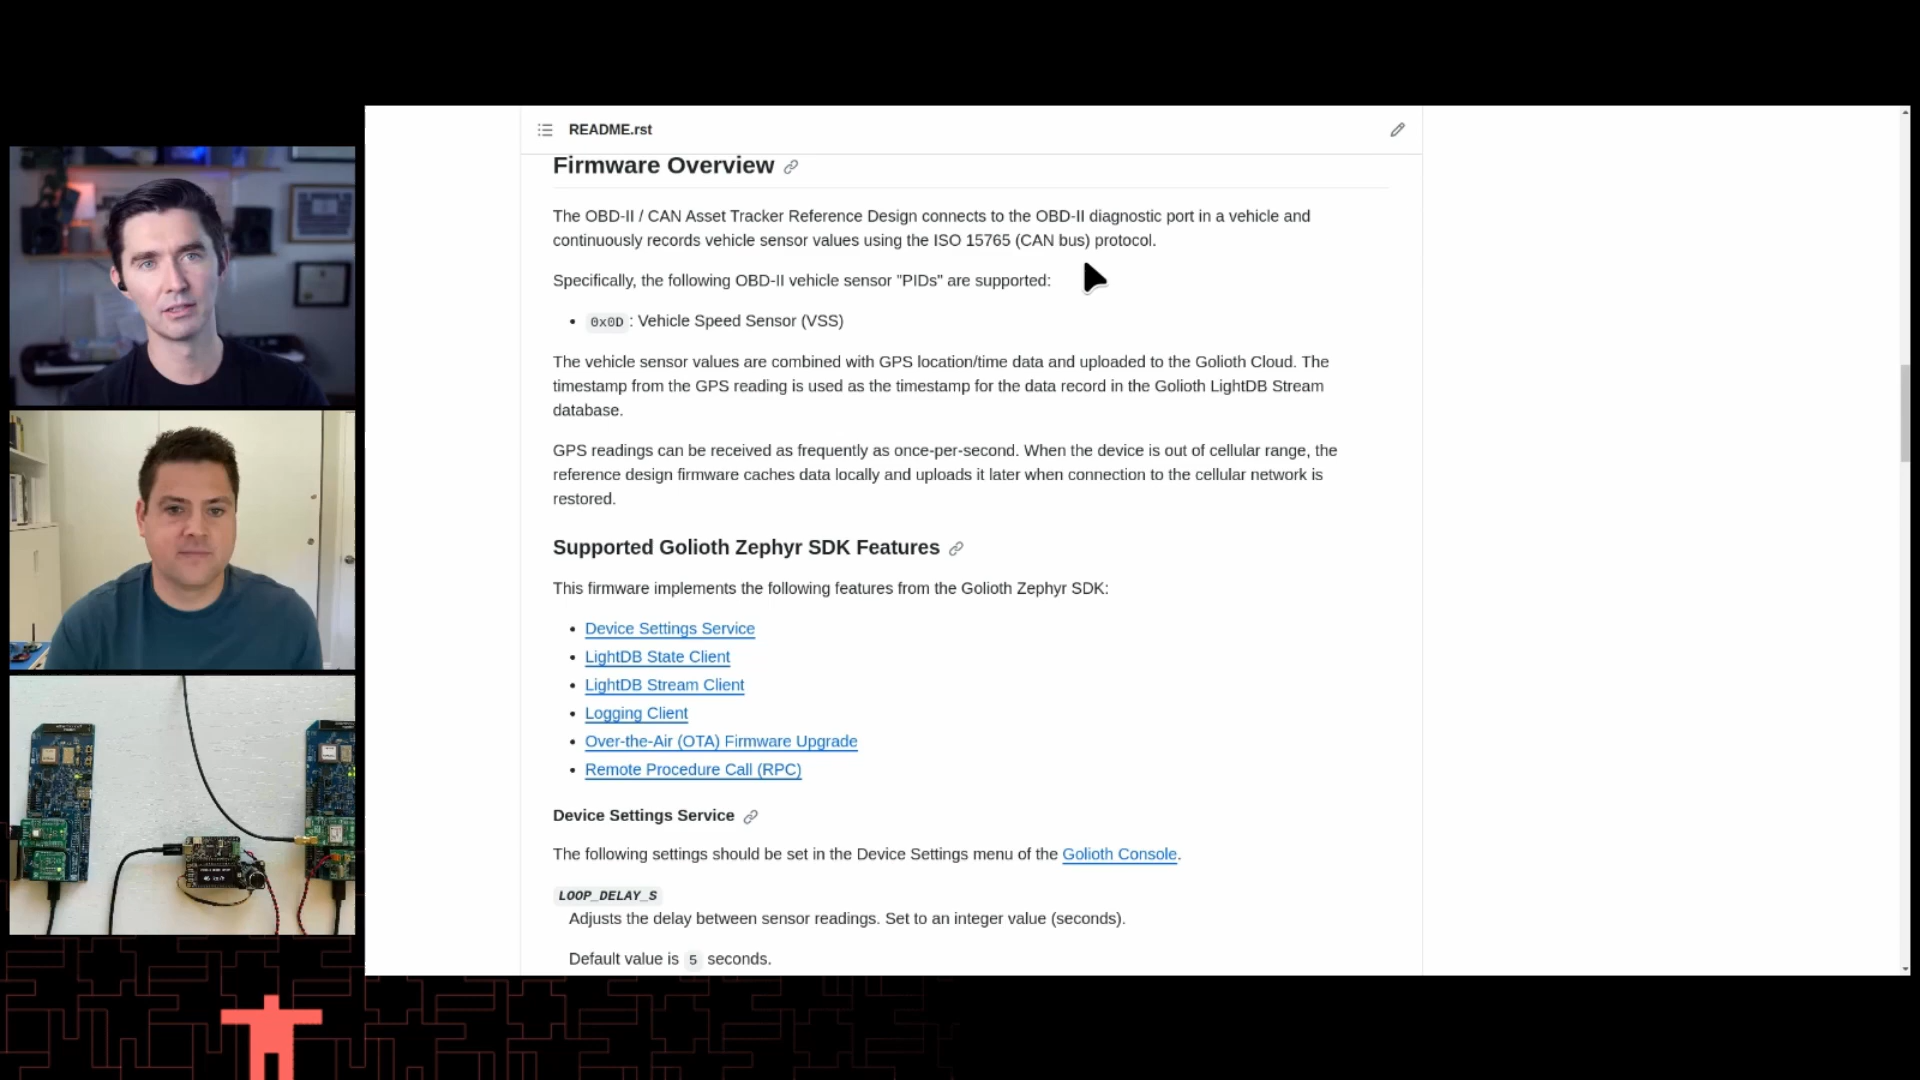 README.rst
Firmware Overview
The OBD-II / CAN Asset Tracker Reference Design connects to the OBD-II diagnostic port in a vehicle and
continuously records vehicle sensor values using the ISO 15765 (CAN bus) protocol.
Specifically, the following OBD-II vehicle sensor "PIDs" are supported:
• 0x0D : Vehicle Speed Sensor (VSS)
The vehicle sensor values are combined with GPS location/time data and uploaded to the Golioth Cloud. The
timestamp from the GPS reading is used as the timestamp for the data record in the Golioth LightDB Stream
database.
GPS readings can be received as frequently as once-per-second. When the device is out of cellular range, the
reference design firmware caches data locally and uploads it later when connection to the cellular network is
restored.
Supported Golioth Zephyr SDK Features
This firmware implements the following features from the Golioth Zephyr SDK:
• Device Settings Service
• LightDB State Client
• LightDB Stream Client
• Logging Client
• Over-the-Air (OTA) Firmware Upgrade
• Remote Procedure Call (RPC)
Device Settings Service
The following settings should be set in the Device Settings menu of the Golioth Console.
LOOP_DELAY_S
Adjusts the delay between sensor readings. Set to an integer value (seconds).
Default value is 5 seconds.